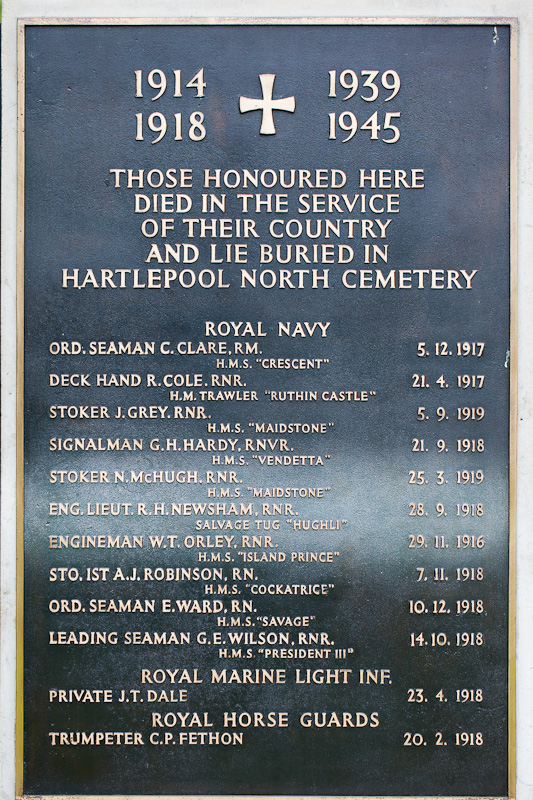 1914 1939
1918 1945
THOSE HONOURED HERE
DIED IN THE SERVICE
OF THEIR COUNTRY
AND LIE BURIED IN
HARTLEPOOL NORTH CEMETERY
ROYAL NAVY
ORD. SEAMAN C. CLARE, RM. 5. 12. 1917
H.M.S. "CRESCENT"
DECK HAND R. COLE, RNR. 21. 4. 1917
H.M. TRAWLER "RUTHIN CASTLE"
STOKER J. GREY. RNR. 5. 9. 1919
H.M.S. "MAIDSTONE"
SIGNALMAN G. H. HARDY, RNVR. 21. 9. 1918
H.M.S. "VENDETTA"
STOKER N. McHUGH, RNR. 25. 3. 1919
H.M.S. "MAIDSTONE"
ENG. LIEUT. R. H. NEWSHAM, RNR. 28. 9. 1918
SALVAGE TUG "HUGHLI"
ENGINEMAN W. T. ORLEY, RNR. 29. 11. 1916
H.M.S. "ISLAND PRINCE"
STO. 1ST A. J. ROBINSON, RN. 7. 11. 1918
H.M.S. "COCKATRICE"
ORD. SEAMAN E. WARD, RN. 10. 12. 1918
H.M.S. "SAVAGE"
LEADING SEAMAN G. E. WILSON, RNR. 14. 10. 1918
H.M.S. "PRESIDENT III"
ROYAL MARINE LIGHT INF.
PRIVATE J. T. DALE 23. 4. 1918
ROYAL HORSE GUARDS
TRUMPETER C. P. FETHON 20. 2. 1918